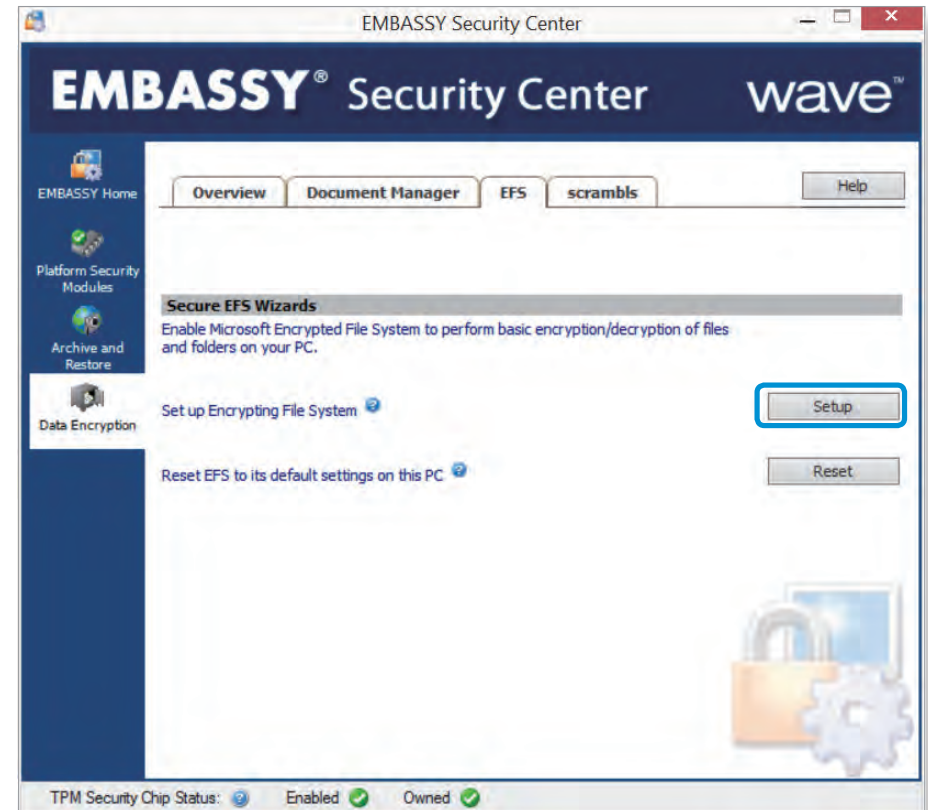 EMBASSY Security Center
EMBASSY® Security Center
wave™
EMBASSY Home
Platform Security
Modules
Archive and
Restore
Data Encryption
Overview
Document Manager
EFS
scrambls
Help
Secure EFS Wizards
Enable Microsoft Encrypted File System to perform basic encryption/decryption of files
and folders on your PC.
Set up Encrypting File System
Setup
Reset EFS to its default settings on this PC
Reset
TPM Security Chip Status: Enabled Owned